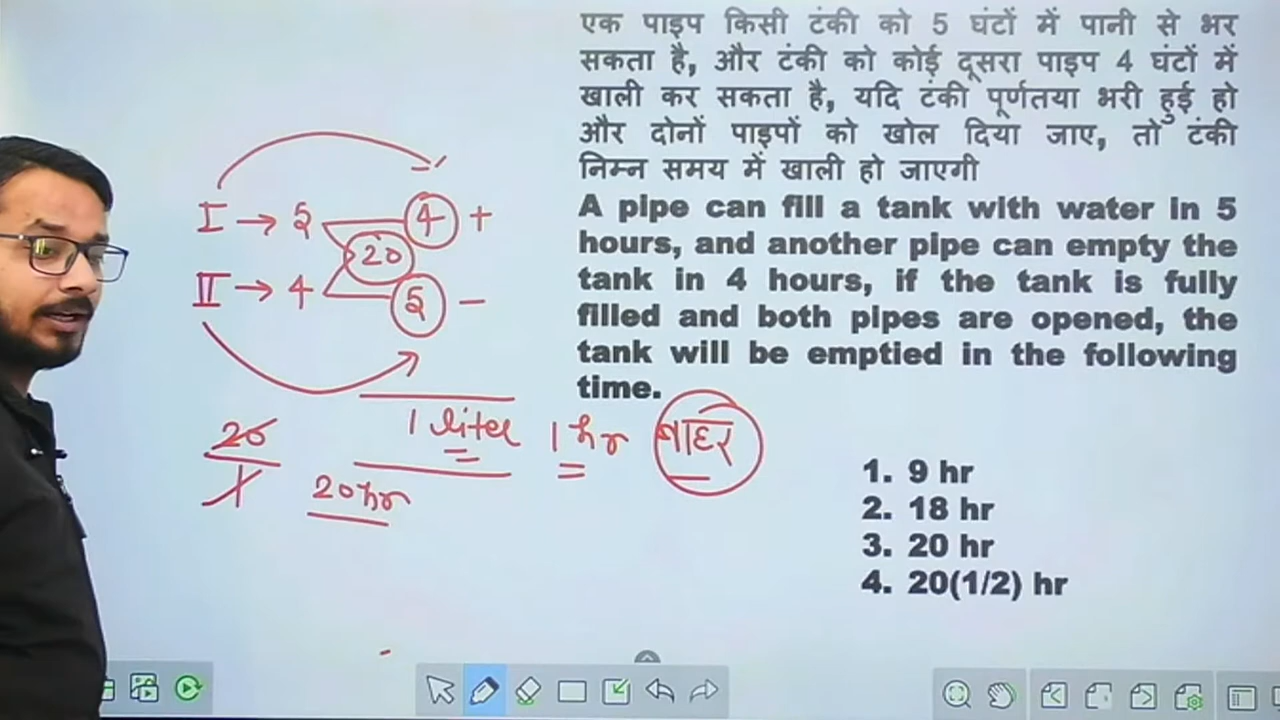 एक पाइप किसी टंकी को 5 घंटों में पानी से भर
सकता है, और टंकी को कोई दूसरा पाइप 4 घंटों में
खाली कर सकता है, यदि टंकी पूर्णतया भरी हुई हो
और दोनों पाइपों को खोल दिया जाए, तो टंकी
निम्न समय में खाली हो जाएगी
A pipe can fill a tank with water in 5
hours, and another pipe can empty the
tank in 4 hours, if the tank is fully
filled and both pipes are opened, the
tank will be emptied in the following
time.
I → 5 4 +
20
II → 4 5 −
1 liter 1 hr बाहर
20
1
20 hr
1. 9 hr
2. 18 hr
3. 20 hr
4. 20(1/2) hr